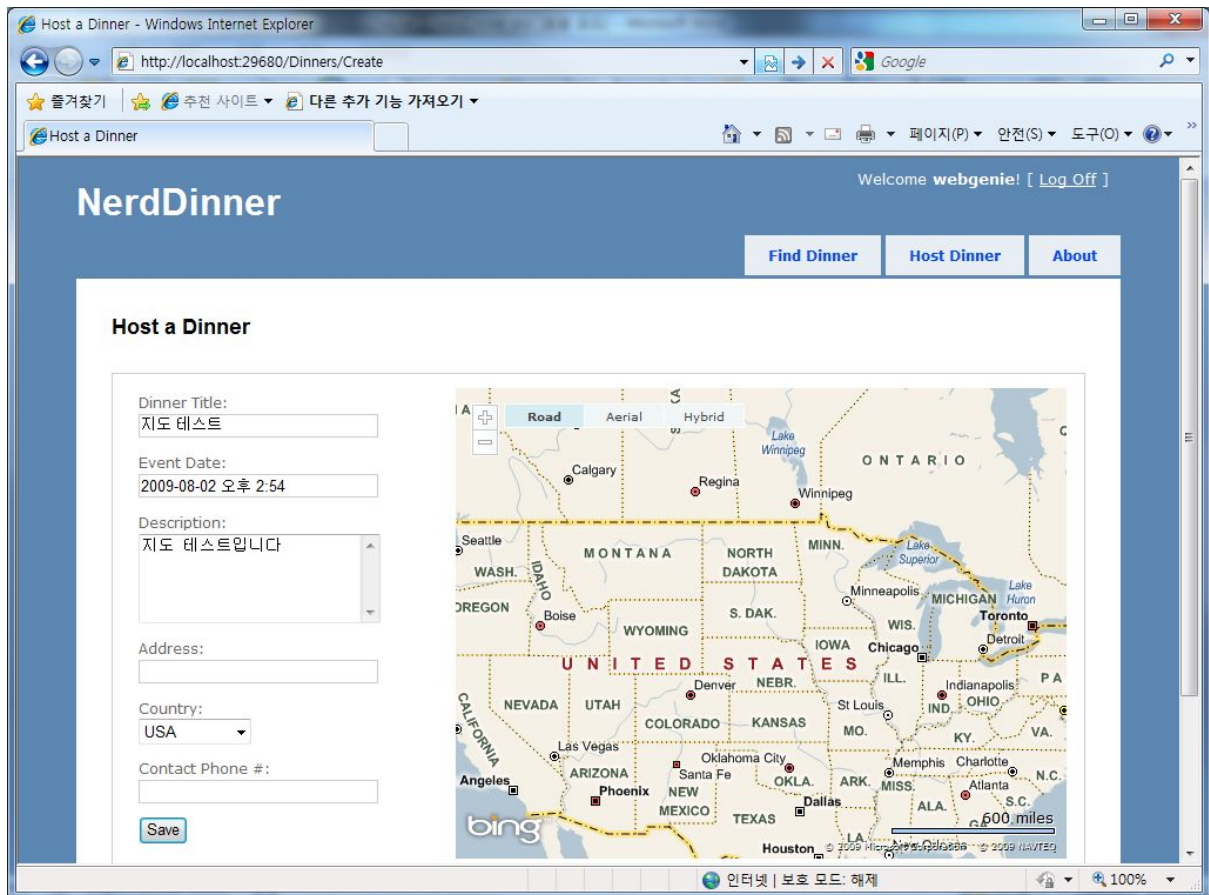 Host a Dinner - Windows Internet Explorer
http://localhost:29680/Dinners/Create
Google
즐겨찾기
추천 사이트
다른 추가 기능 가져오기
Host a Dinner
페이지(P)
안전(S)
도구(O)
Welcome webgenie! [ Log Off ]
NerdDinner
Find Dinner
Host Dinner
About
Host a Dinner
Dinner Title:
지도 테스트
Event Date:
2009-08-02 오후 2:54
Description:
지도 테스트입니다
Address:
Country:
USA
Contact Phone #:
Save
Road
Aerial
Hybrid
Lake Winnipeg
ONTARIO
Calgary
Regina
Winnipeg
Seattle
WASH.
IDAHO
MONTANA
NORTH DAKOTA
MINN.
Lake Superior
Minneapolis
MICHIGAN
Lake Huron
OREGON
Boise
S. DAK.
WIS.
Toronto
WYOMING
Detroit
IOWA
Chicago
UNITED STATES
Denver
NEBR.
ILL.
Indianapolis
PA
NEVADA
UTAH
St Louis
IND.
OHIO
CALIFORNIA
COLORADO
KANSAS
MO.
KY.
VA.
Las Vegas
Oklahoma City
Memphis
Charlotte
Angeles
ARIZONA
Santa Fe
OKLA.
ARK.
MISS.
Atlanta
N.C.
Phoenix
NEW MEXICO
Dallas
ALA.
S.C.
TEXAS
600 miles
bing
Houston
LA.
© 2009 Microsoft Corporation
© 2009 NAVTEQ
인터넷 | 보호 모드: 해제
100%